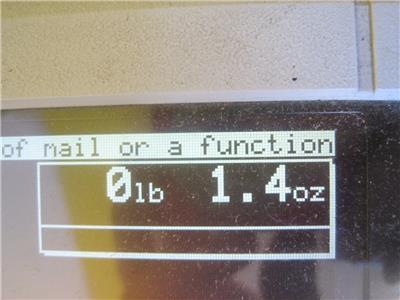 of mail or a function
0lb 1.4oz